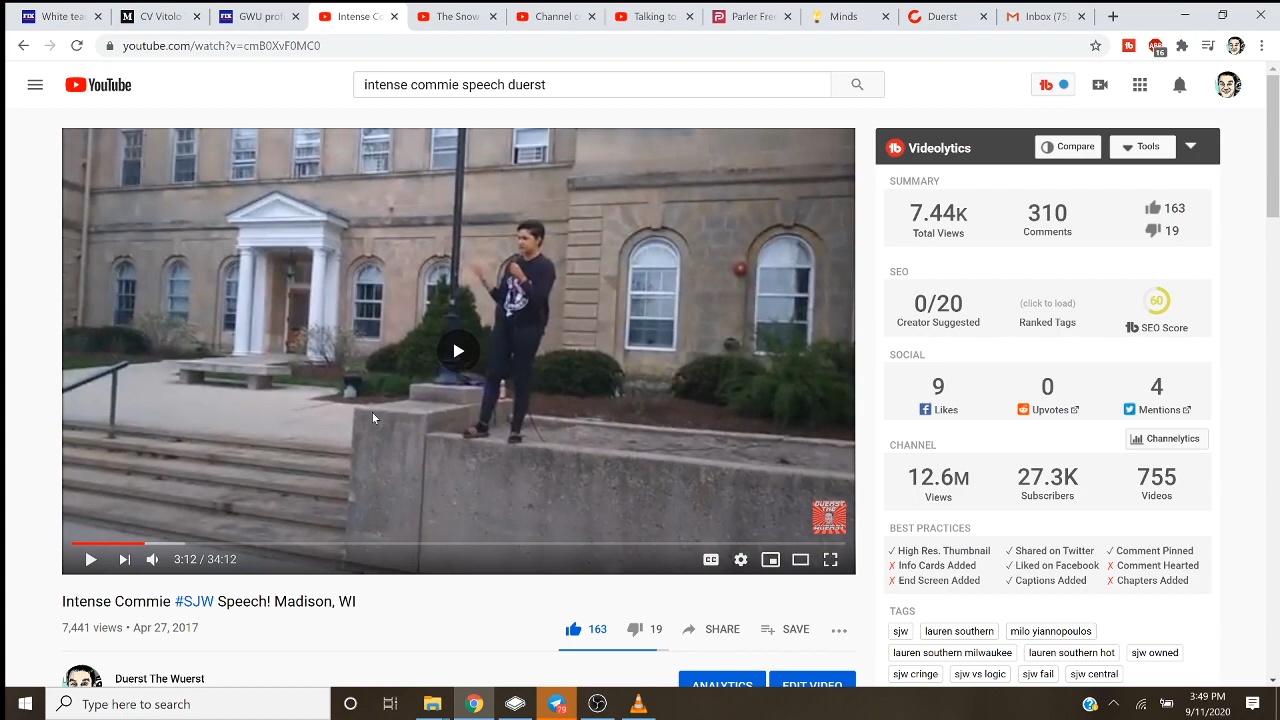 White tea
CV Vitolo
GWU prof
Intense Co
The Snow
Channel c
Talking to
Parler Free
Minds
Duerst
Inbox (75)
youtube.com/watch?v=cmB0XvF0MC0
16
YouTube
intense commie speech duerst
Videolytics
Compare
Tools
SUMMARY
7.44K
310
163
19
Total Views
Comments
SEO
0/20
(click to load)
60
Creator Suggested
Ranked Tags
SEO Score
SOCIAL
9
0
4
Likes
Upvotes
Mentions
CHANNEL
Channelytics
12.6M
27.3K
755
Views
Subscribers
Videos
BEST PRACTICES
✓ High Res. Thumbnail
✓ Shared on Twitter
✓ Comment Pinned
✗ Info Cards Added
✓ Liked on Facebook
✗ Comment Hearted
✗ End Screen Added
✓ Captions Added
✗ Chapters Added
TAGS
sjw
lauren southern
milo yiannopoulos
lauren southern milwaukee
lauren southern hot
sjw owned
sjw cringe
sjw vs logic
sjw fail
sjw central
DUERST THE WUERST
3:12 / 34:12
CC
Intense Commie #SJW Speech! Madison, WI
7,441 views • Apr 27, 2017
163
19
SHARE
SAVE
Duerst The Wuerst
ANALYTICS
EDIT VIDEO
Type here to search
79
3:49 PM
9/11/2020